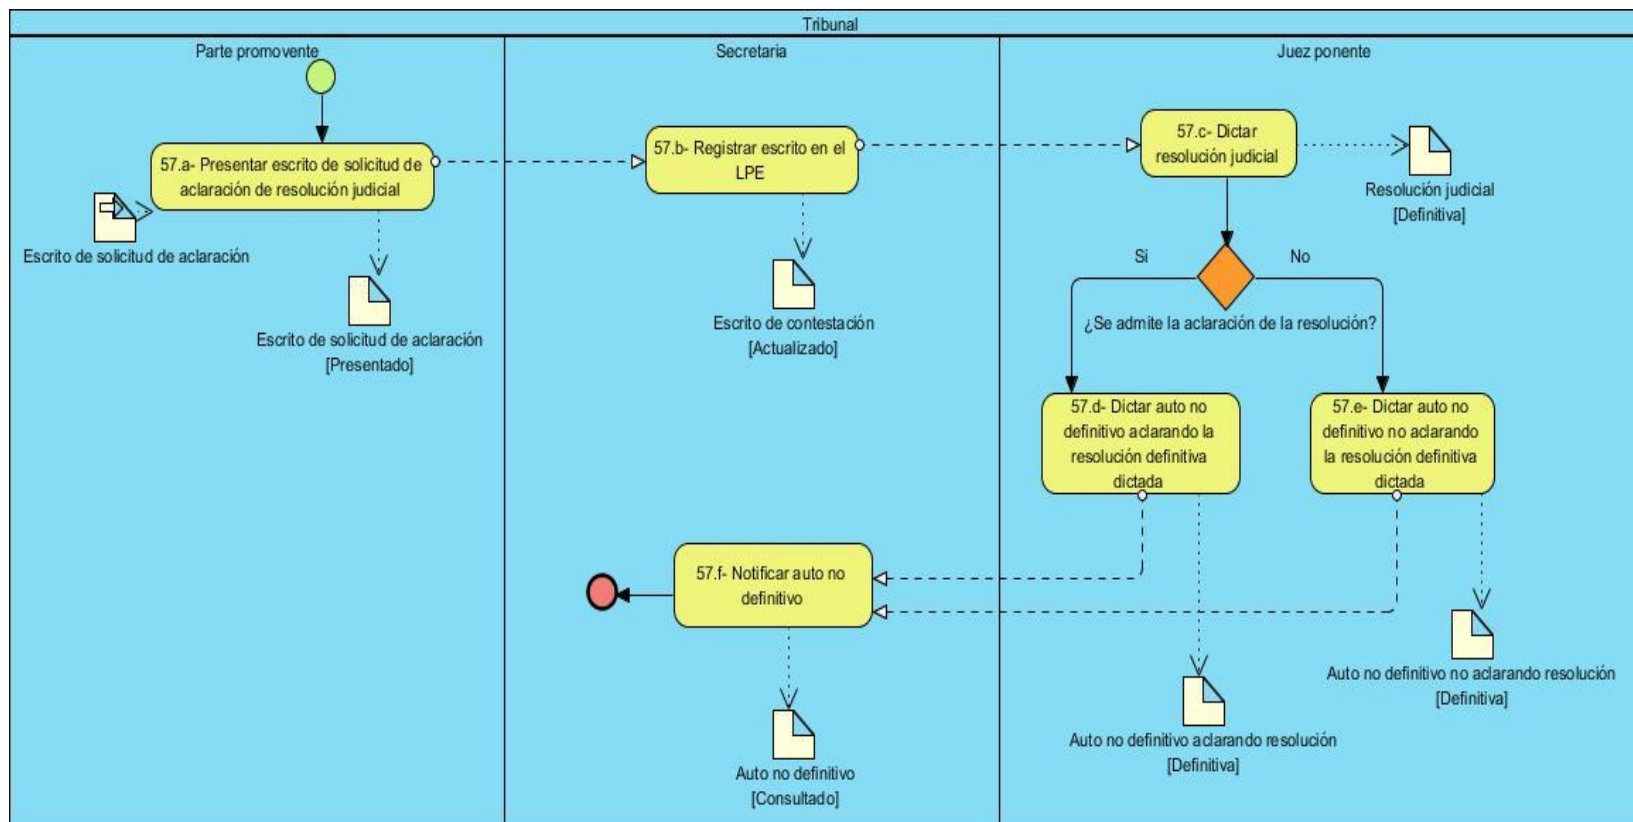 Tribunal
Parte promovente
Secretaria
Juez ponente
57.a- Presentar escrito de solicitud de
aclaración de resolución judicial
Escrito de solicitud de aclaración
Escrito de solicitud de aclaración
[Presentado]
57.b- Registrar escrito en el
LPE
Escrito de contestación
[Actualizado]
57.c- Dictar
resolución judicial
Resolución judicial
[Definitiva]
Si
No
¿Se admite la aclaración de la resolución?
57.d- Dictar auto no
definitivo aclarando la
resolución definitiva
dictada
57.e- Dictar auto no
definitivo no aclarando
la resolución definitiva
dictada
57.f- Notificar auto no
definitivo
Auto no definitivo
[Consultado]
Auto no definitivo aclarando resolución
[Definitiva]
Auto no definitivo no aclarando resolución
[Definitiva]